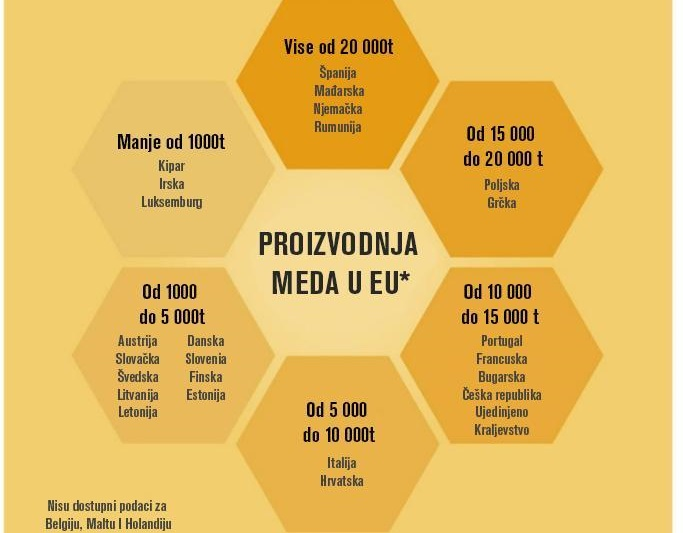 Vise od 20 000t
Španija
Mađarska
Njemačka
Rumunija
Od 15 000
do 20 000 t
Poljska
Grčka
Manje od 1000t
Kipar
Irska
Luksemburg
PROIZVODNJA
MEDA U EU*
Od 1000
do 5 000t
Austrija Danska
Slovačka Slovenia
Švedska Finska
Litvanija Estonija
Letonija
Od 10 000
do 15 000 t
Portugal
Francuska
Bugarska
Češka republika
Ujedinjeno
Kraljevstvo
Od 5 000
do 10 000t
Italija
Hrvatska
Nisu dostupni podaci za
Belgiju, Maltu I Holandiju